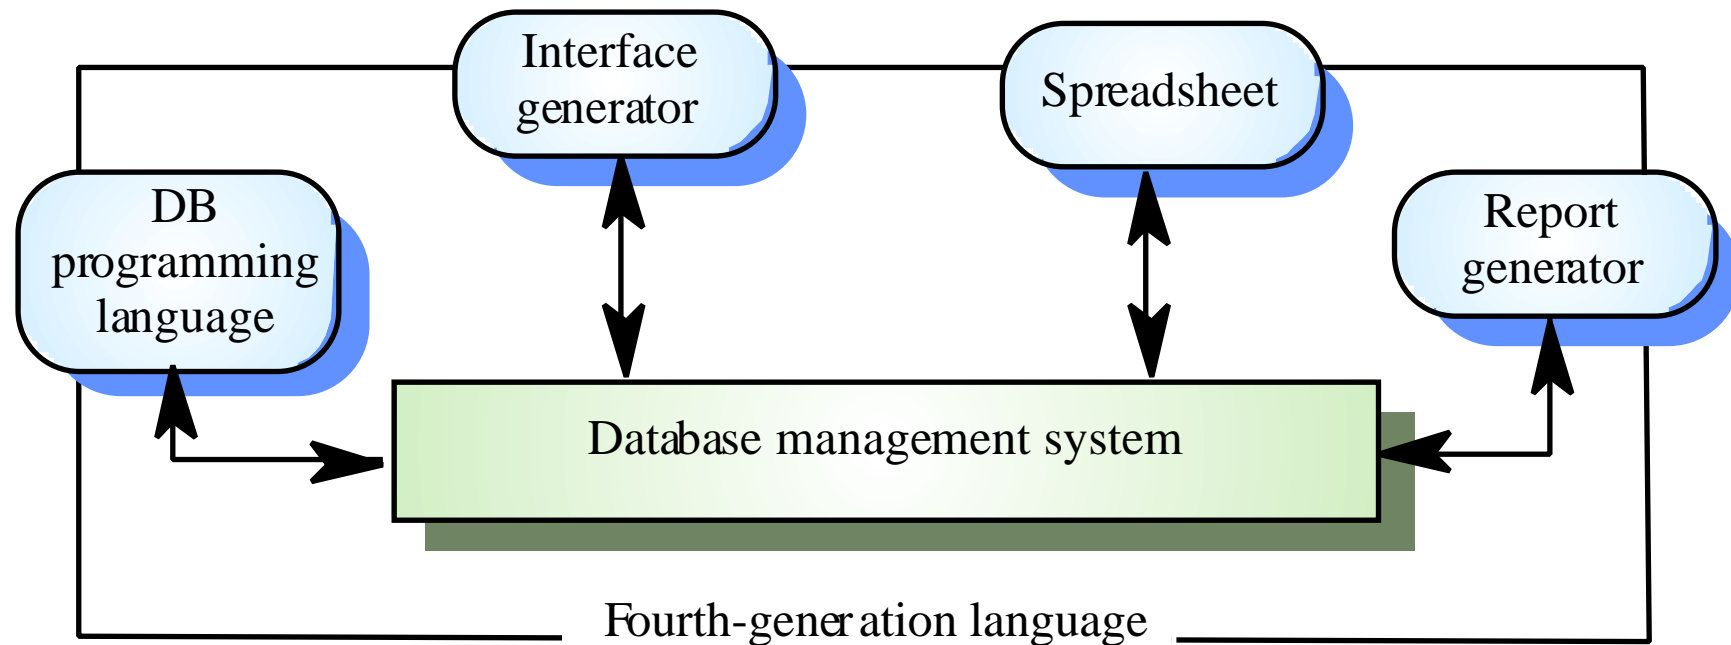 Interface
generator
Spreadsheet
DB
programming
language
Report
generator
Database management system
Fourth-generation language